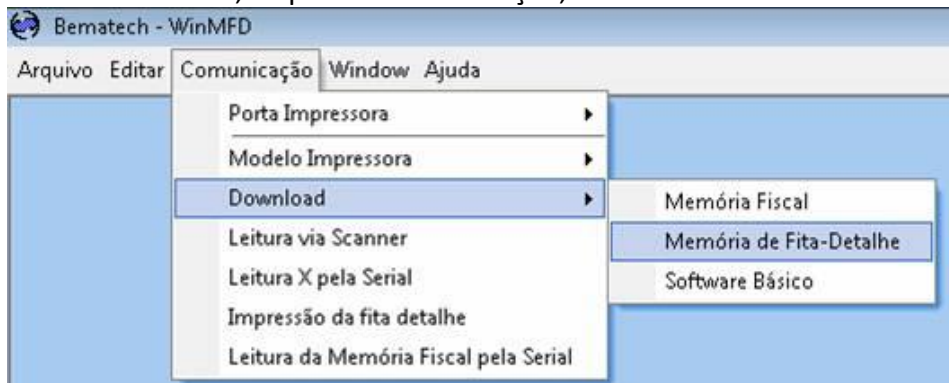 Bematech - WinMFD
Arquivo Editar Comunicação Window Ajuda
Porta Impressora
Modelo Impressora
Download
Memória Fiscal
Leitura via Scanner
Memória de Fita-Detalhe
Leitura X pela Serial
Software Básico
Impressão da fita detalhe
Leitura da Memória Fiscal pela Serial